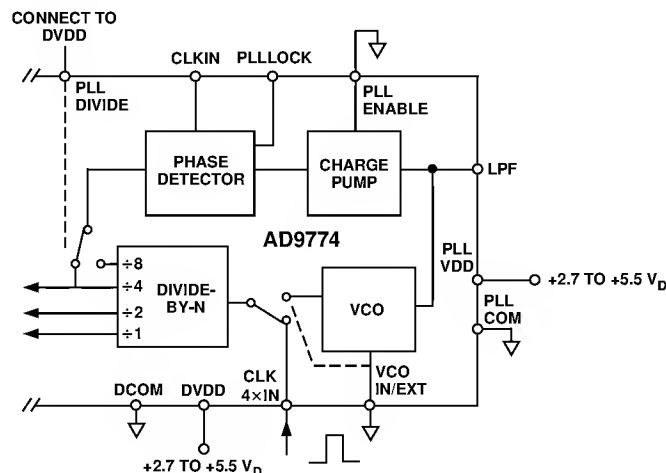 CONNECT TO
DVDD
CLKIN
PLLLOCK
PLL
DIVIDE
PLL
ENABLE
PHASE
DETECTOR
CHARGE
PUMP
LPF
AD9774
PLL
VDD
+2.7 TO +5.5 VD
PLL
COM
÷8
÷4
÷2
÷1
DIVIDE-
BY-N
VCO
DCOM
DVDD
CLK
4×IN
VCO
IN/EXT
+2.7 TO +5.5 VD